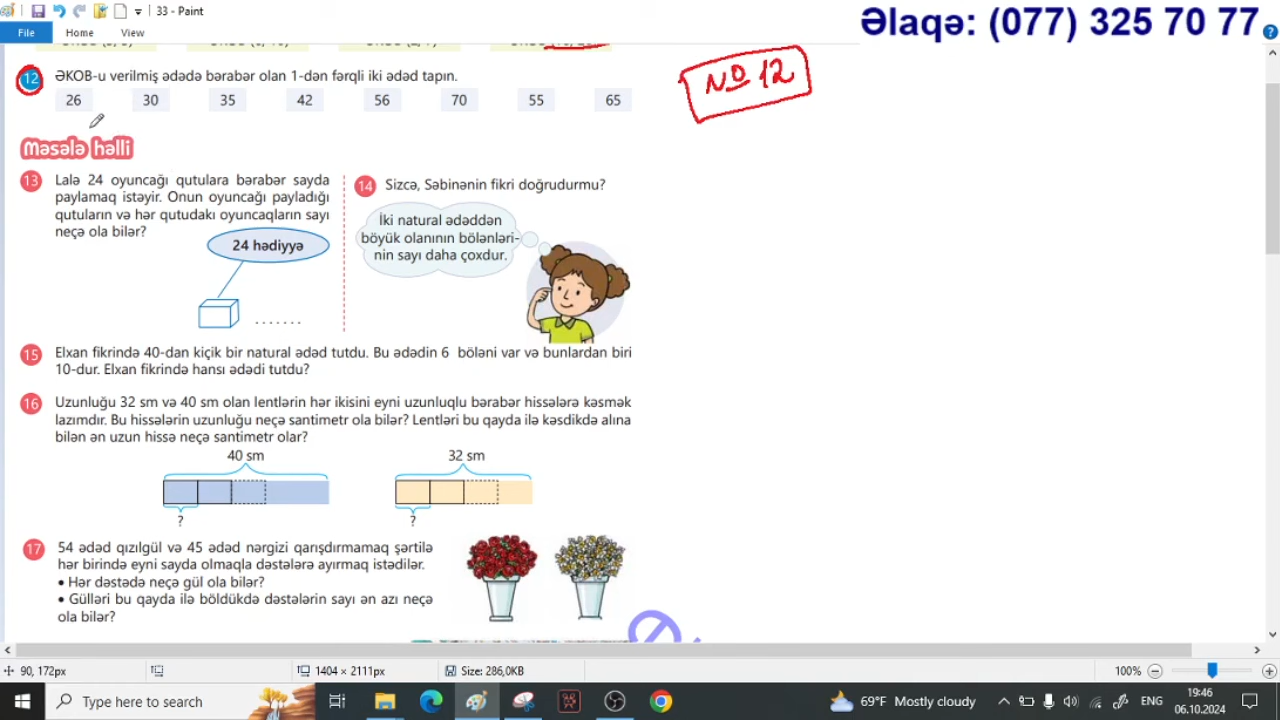 33 - Paint
Əlaqə: (077) 325 70 77
File Home View
12 ƏKOB-u verilmiş ədədə bərabər olan 1-dən fərqli iki ədəd tapın.
26 30 35 42 56 70 55 65
№ 12
Məsələ həlli
13 Lalə 24 oyuncağı qutulara bərabər sayda
paylamaq istəyir. Onun oyuncağı payladığı
qutuların və hər qutudakı oyuncaqların sayı
neçə ola bilər?
24 hədiyyə
.......
14 Sizcə, Səbinənin fikri doğrudurmu?
İki natural ədəddən
böyük olanının bölənləri-
nin sayı daha çoxdur.
15 Elxan fikrində 40-dan kiçik bir natural ədəd tutdu. Bu ədədin 6 böləni var və bunlardan biri
10-dur. Elxan fikrində hansı ədədi tutdu?
16 Uzunluğu 32 sm və 40 sm olan lentlərin hər ikisini eyni uzunluqlu bərabər hissələrə kəsmək
lazımdır. Bu hissələrin uzunluğu neçə santimetr ola bilər? Lentləri bu qayda ilə kəsdikdə alına
bilən ən uzun hissə neçə santimetr olar?
40 sm 32 sm
? ?
17 54 ədəd qızılgül və 45 ədəd nərgizi qarışdırmamaq şərtilə
hər birində eyni sayda olmaqla dəstələrə ayırmaq istədilər.
• Hər dəstədə neçə gül ola bilər?
• Gülləri bu qayda ilə böldükdə dəstələrin sayı ən azı neçə
ola bilər?
90, 172px 1404 × 2111px Size: 286,0KB 100%
Type here to search 69°F Mostly cloudy ENG 19:46
06.10.2024